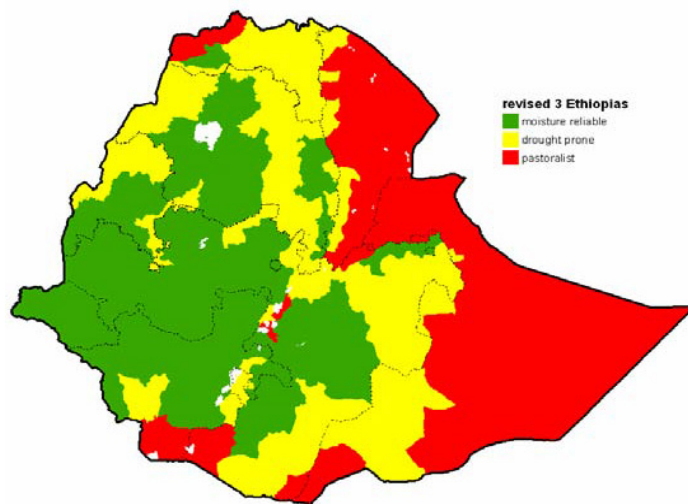 revised 3 Ethiopias
moisture reliable
drought prone
pastoralist